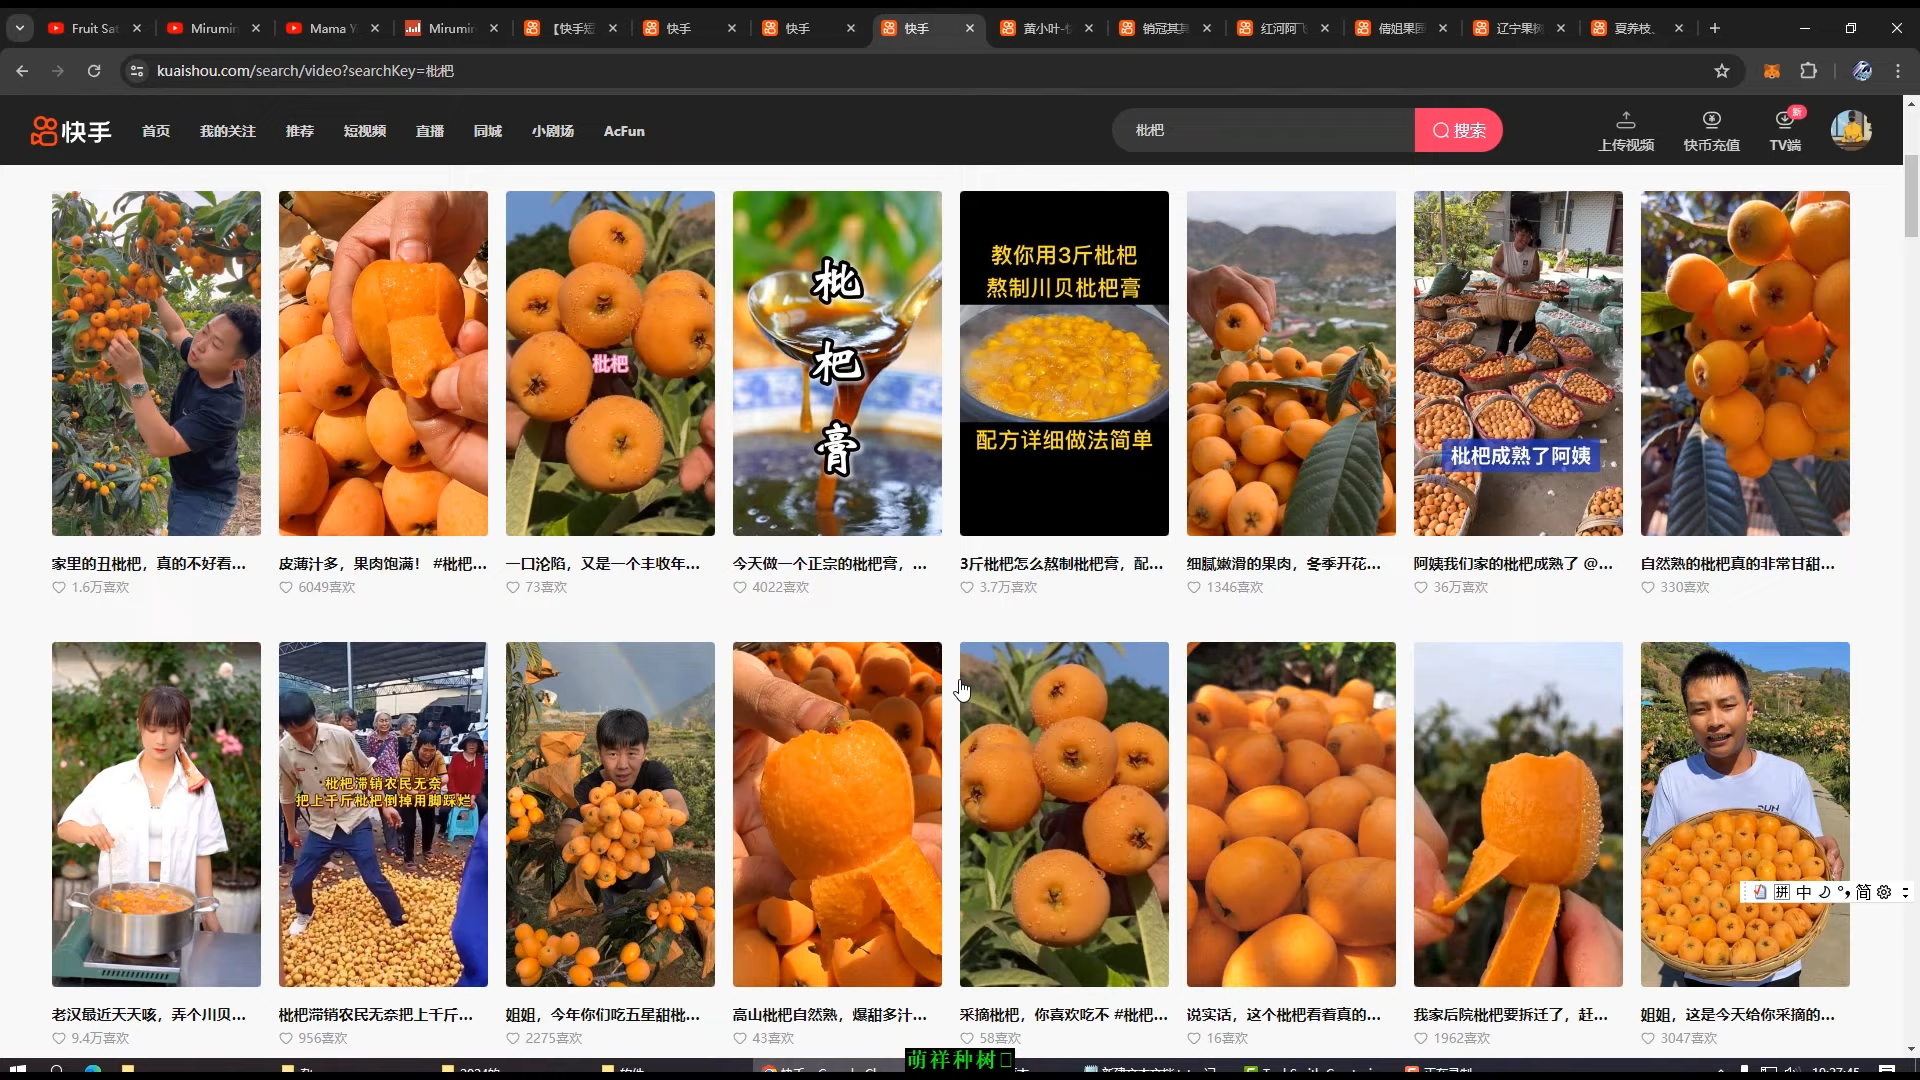 Fruit Sat
Mirumi
Mama Y
Mirumi
【快手短
快手
快手
快手
黄小叶-忄
销冠其其
红河阿
倩姐果园
辽宁果树
夏养枝、
kuaishou.com/search/video?searchKey=枇杷
快手
首页
我的关注
推荐
短视频
直播
同城
小剧场
AcFun
枇杷
搜索
上传视频
快币充值
新
TV端
枇杷
枇杷膏
教你用3斤枇杷
熬制川贝枇杷膏
配方详细做法简单
枇杷成熟了阿姨
家里的丑枇杷，真的不好看...
皮薄汁多，果肉饱满！ #枇杷...
一口沦陷，又是一个丰收年...
今天做一个正宗的枇杷膏，...
3斤枇杷怎么熬制枇杷膏，配...
细腻嫩滑的果肉，冬季开花...
阿姨我们家的枇杷成熟了 @...
自然熟的枇杷真的非常甘甜...
1.6万喜欢
6049喜欢
73喜欢
4022喜欢
3.7万喜欢
1346喜欢
36万喜欢
330喜欢
枇杷滞销农民无奈
把上千斤枇杷倒掉用脚踩烂
拼 中 简
老汉最近天天咳，弄个川贝...
枇杷滞销农民无奈把上千斤...
姐姐，今年你们吃五星甜枇...
高山枇杷自然熟，爆甜多汁...
采摘枇杷，你喜欢吃不 #枇杷...
说实话，这个枇杷看着真的...
我家后院枇杷要拆迁了，赶...
姐姐，这是今天给你采摘的...
9.4万喜欢
956喜欢
2275喜欢
43喜欢
58喜欢
16喜欢
1962喜欢
3047喜欢
萌祥种树